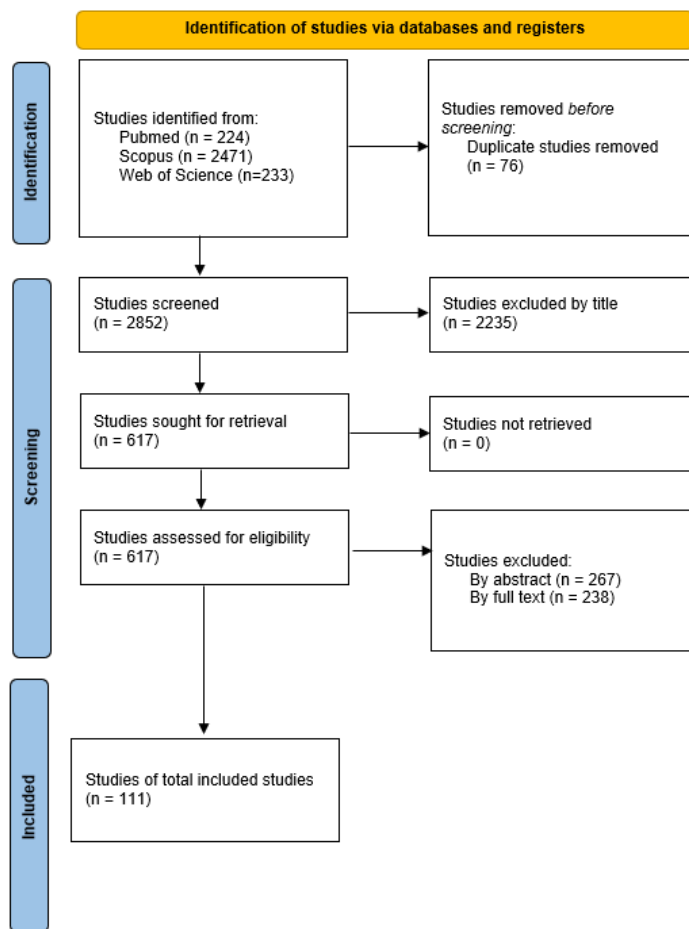 Identification of studies via databases and registers
Identification
Studies identified from:
Pubmed (n = 224)
Scopus (n = 2471)
Web of Science (n=233)
Studies removed before
screening:
Duplicate studies removed
(n = 76)
Screening
Studies screened
(n = 2852)
Studies excluded by title
(n = 2235)
Studies sought for retrieval
(n = 617)
Studies not retrieved
(n = 0)
Studies assessed for eligibility
(n = 617)
Studies excluded:
By abstract (n = 267)
By full text (n = 238)
Included
Studies of total included studies
(n = 111)